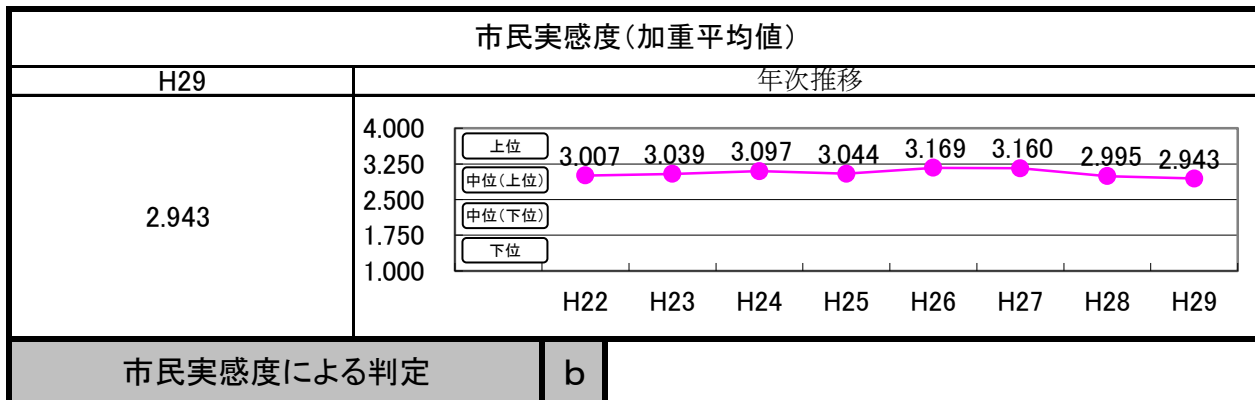 市民実感度（加重平均値）
H29 年次推移
2.943
4.000
3.250
2.500
1.750
1.000
上位
中位（上位）
中位（下位）
下位
3.007 3.039 3.097 3.044 3.169 3.160 2.995 2.943
H22 H23 H24 H25 H26 H27 H28 H29
市民実感度による判定 b